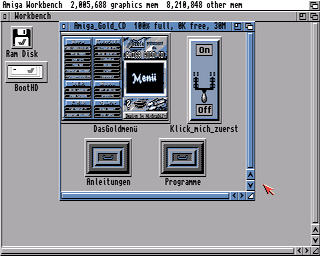 Amiga Workbench 2,005,688 graphics mem 8,210,848 other mem
Workbench
Amiga_Gold_CD 100% full, 0K free, 30M
Ram Disk
BootHD
Menü
On
Off
DasGoldmenü
Klick_mich_zuerst
Anleitungen
Programme